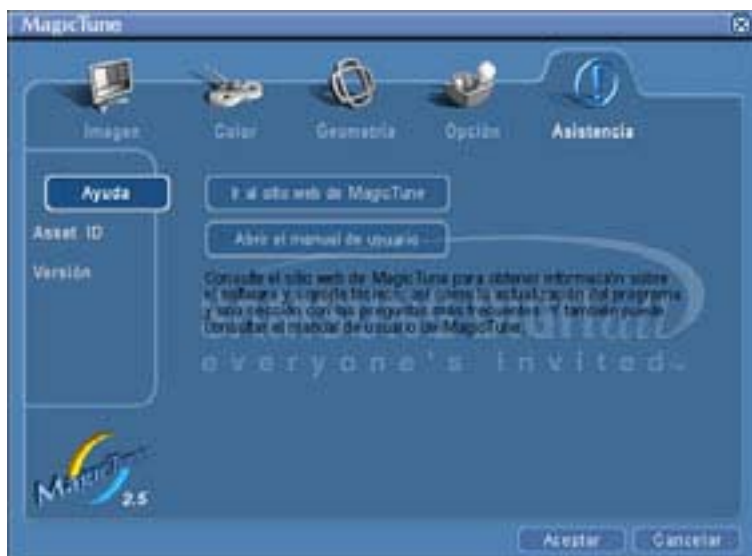 MagicTune
Imagen
Color
Geometría
Opción
Asistencia
Ayuda
Ir al sitio web de MagicTune
Asset ID
Abrir el manual de usuario
Versión
Consulte el sitio web de MagicTune para obtener información sobre
el software y soporte técnico, así como la actualización del programa
y una sección con las preguntas más frecuentes. Y también puede
consultar el manual de usuario de MagicTune.
everyone's invited™
MagicTune
2.5
Aceptar
Cancelar